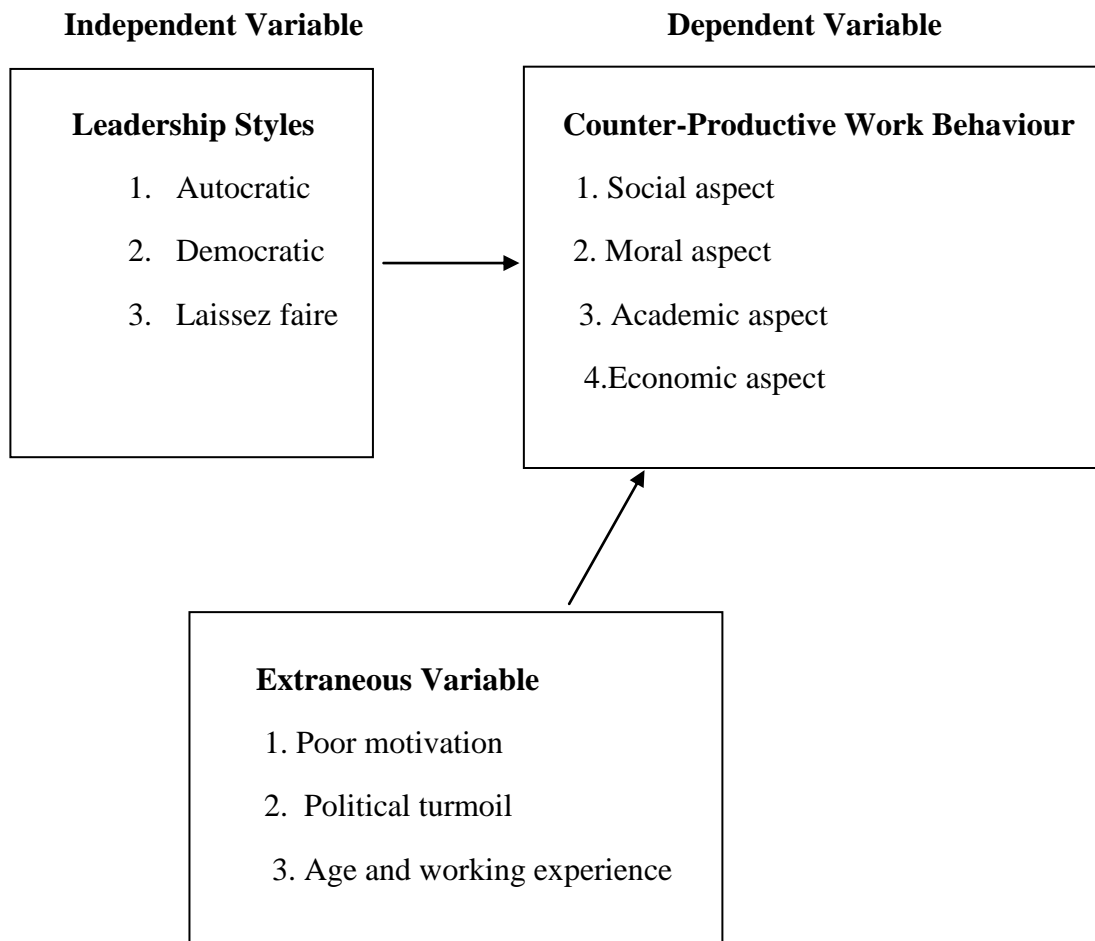 Independent Variable
Dependent Variable
Leadership Styles
1. Autocratic
2. Democratic
3. Laissez faire
Counter-Productive Work Behaviour
1. Social aspect
2. Moral aspect
3. Academic aspect
4.Economic aspect
Extraneous Variable
1. Poor motivation
2. Political turmoil
3. Age and working experience